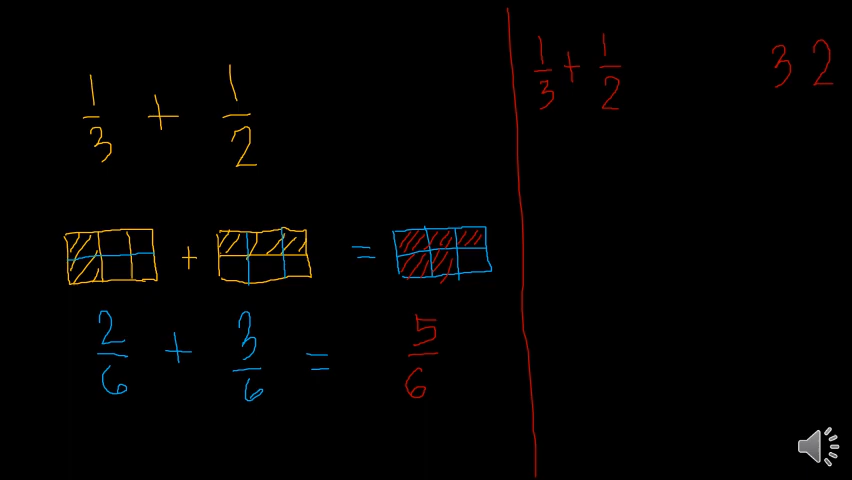 1/3 + 1/2
+ =
2/6 + 3/6 = 5/6
1/3 + 1/2
3 2